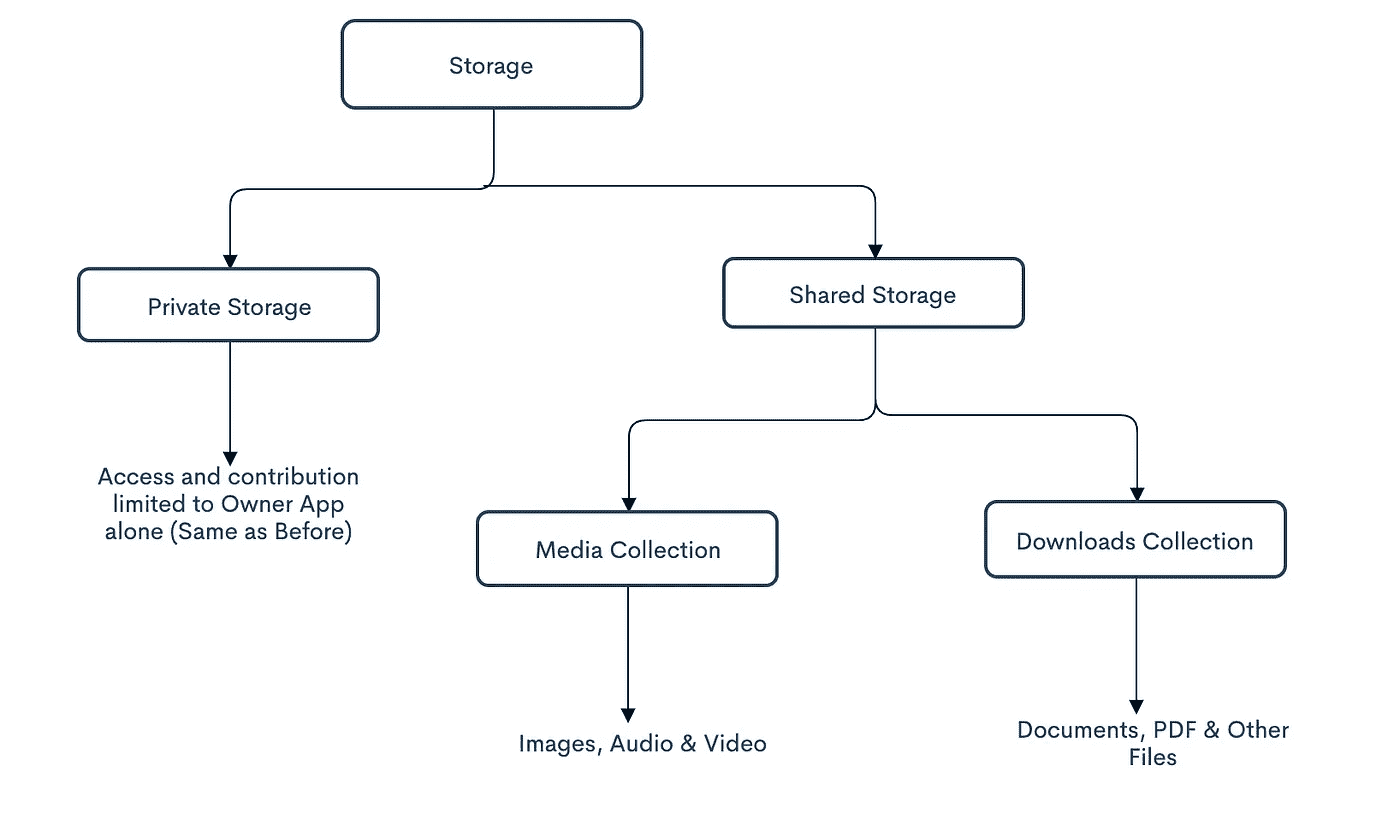 Storage
Private Storage
Shared Storage
Access and contribution
limited to Owner App
alone (Same as Before)
Media Collection
Downloads Collection
Images, Audio & Video
Documents, PDF & Other
Files